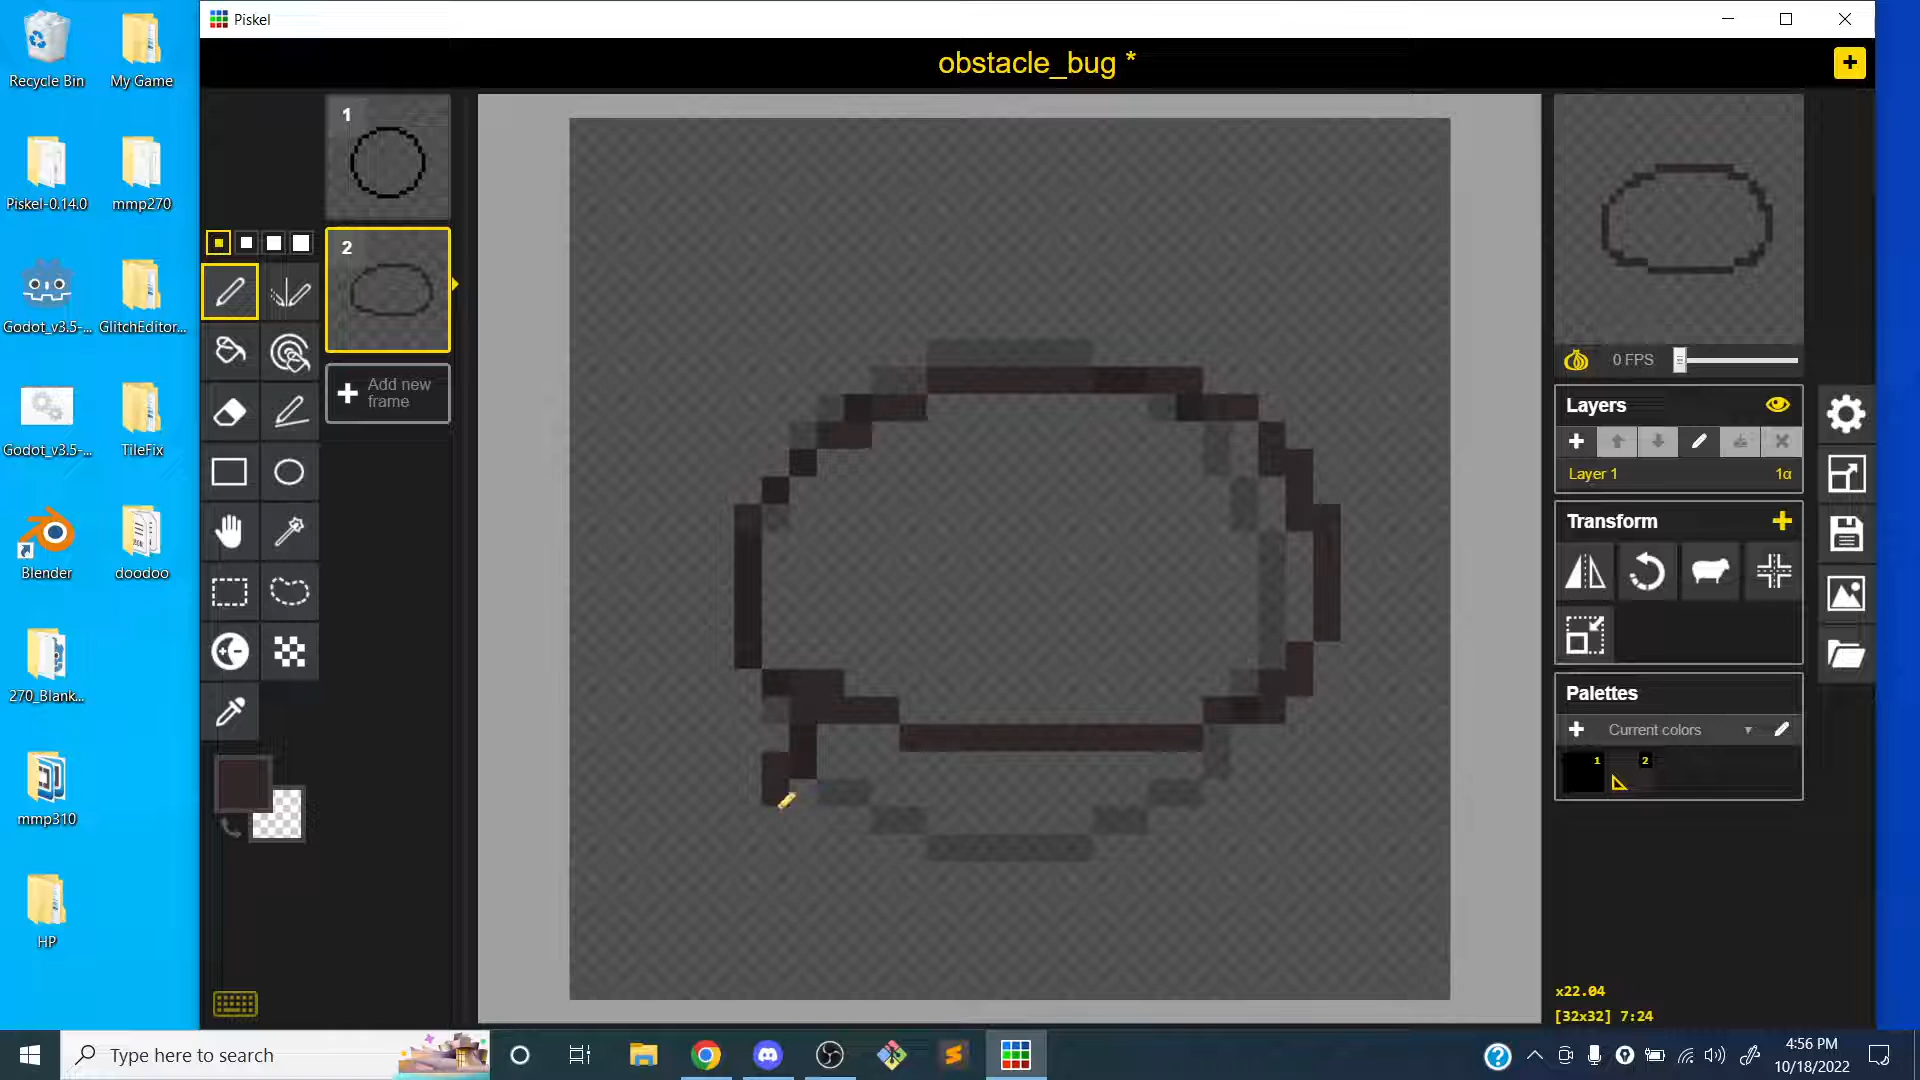 Piskel
obstacle_bug *
Recycle Bin
My Game
Piskel-0.14.0
mmp270
Godot_v3.5-...
GlitchEditor...
Godot_v3.5-...
TileFix
Blender
doodoo
270_Blank...
mmp310
HP
1
2
Add new
frame
0 FPS
Layers
Layer 1
1α
Transform
Palettes
Current colors
1
2
x22.04
[32x32] 7:24
Type here to search
4:56 PM
10/18/2022